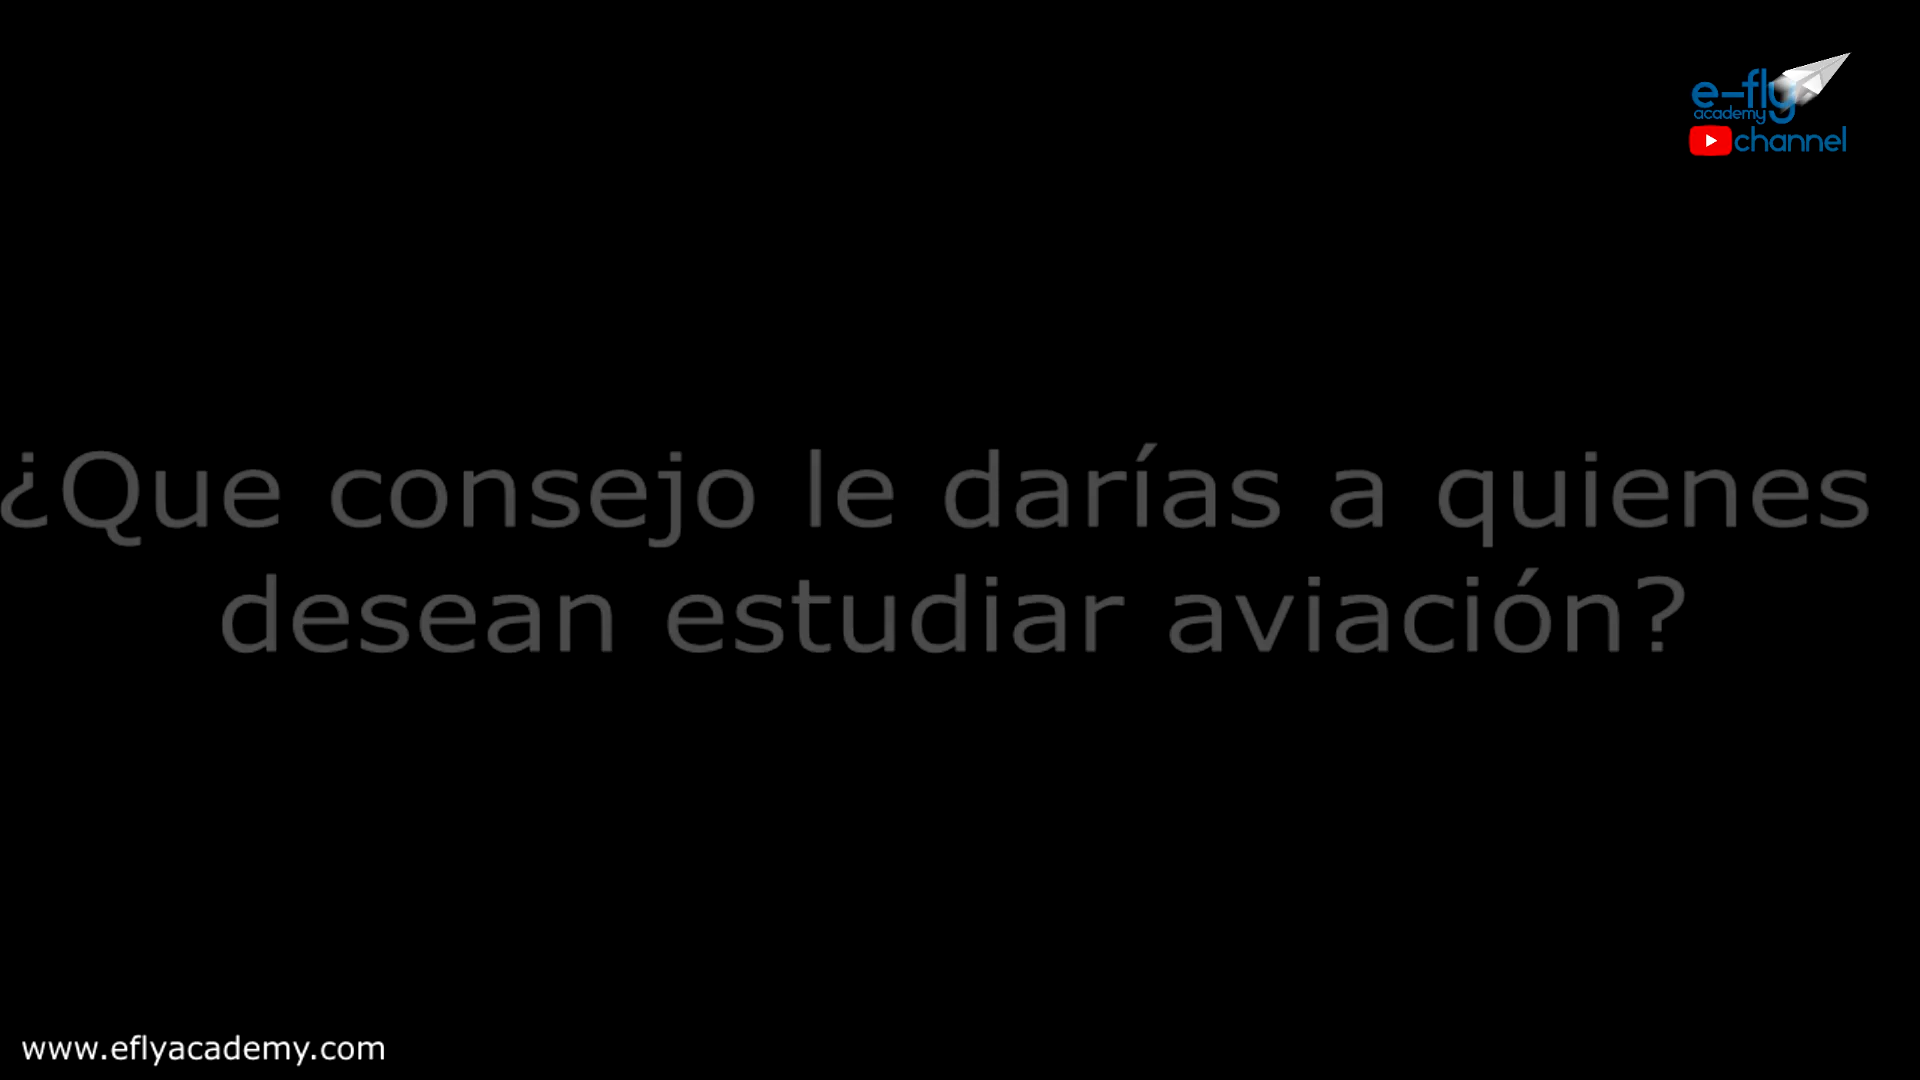 e-fly
academy
channel
¿Que consejo le darías a quienes
desean estudiar aviación?
www.eflyacademy.com